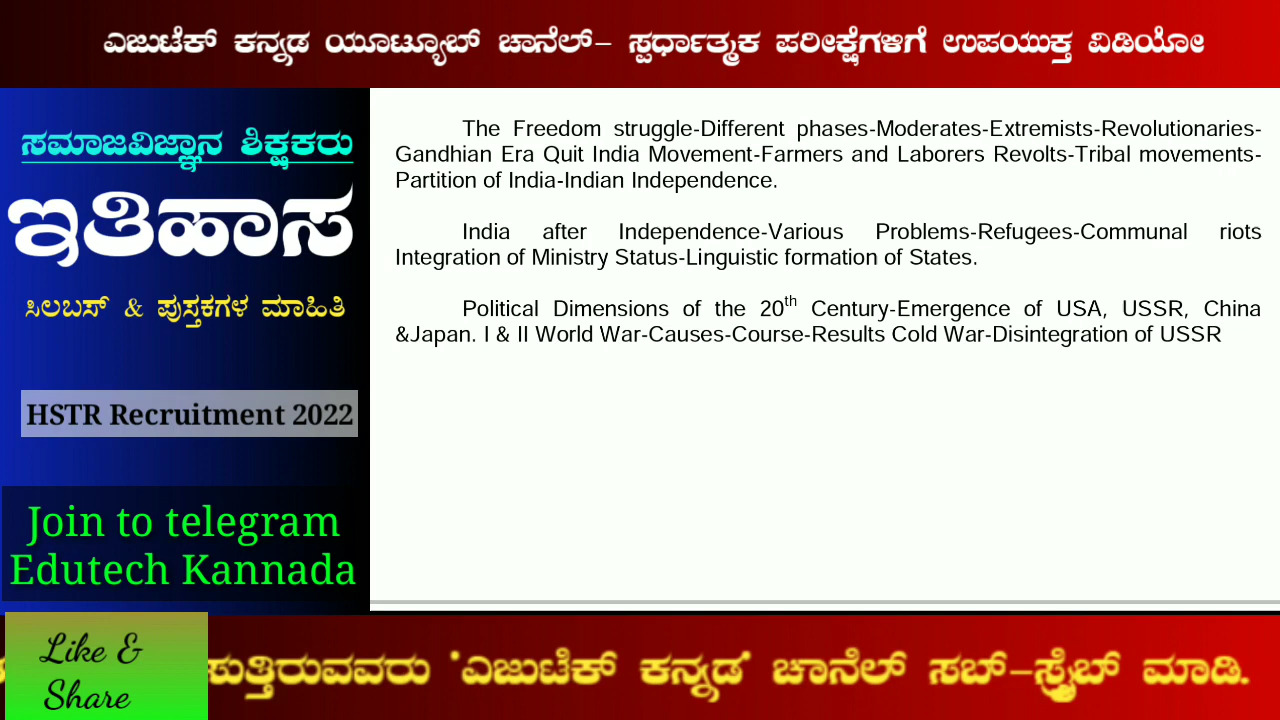 ಎಜುಟೆಕ್ ಕನ್ನಡ ಯೂಟ್ಯೂಬ್ ಚಾನೆಲ್- ಸ್ಪರ್ಧಾತ್ಮಕ ಪರೀಕ್ಷೆಗಳಿಗೆ ಉಪಯುಕ್ತ ವಿಡಿಯೋ
ಸಮಾಜವಿಜ್ಞಾನ ಶಿಕ್ಷಕರು
ಇತಿಹಾಸ
ಸಿಲಬಸ್ & ಪುಸ್ತಕಗಳ ಮಾಹಿತಿ
HSTR Recruitment 2022
Join to telegram
Edutech Kannada
The Freedom struggle-Different phases-Moderates-Extremists-Revolutionaries-
Gandhian Era Quit India Movement-Farmers and Laborers Revolts-Tribal movements-
Partition of India-Indian Independence.
India after Independence-Various Problems-Refugees-Communal riots
Integration of Ministry Status-Linguistic formation of States.
Political Dimensions of the 20th Century-Emergence of USA, USSR, China
&Japan. I & II World War-Causes-Course-Results Cold War-Disintegration of USSR
Like &
Share
ಸುತ್ತಿರುವವರು 'ಎಜುಟೆಕ್ ಕನ್ನಡ' ಚಾನೆಲ್ ಸಬ್-ಸ್ಕ್ರೈಬ್ ಮಾಡಿ.